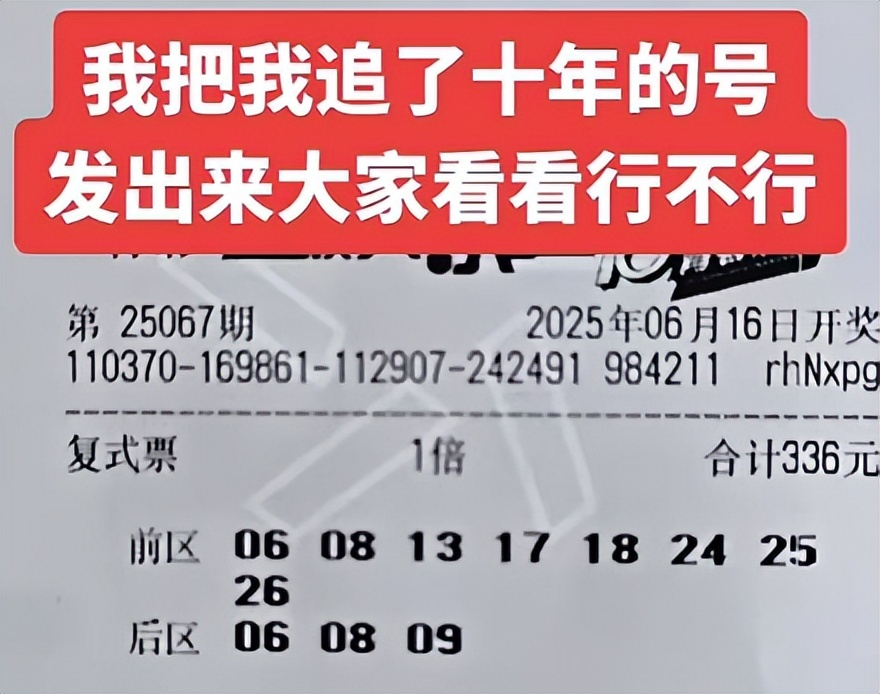 我把我追了十年的号
发出来大家看看行不行
第 25067期 2025年06月16日开奖
110370-169861-112907-242491 984211 rhNxpg
复式票 1倍 合计336元
前区 06 08 13 17 18 24 25
26
后区 06 08 09